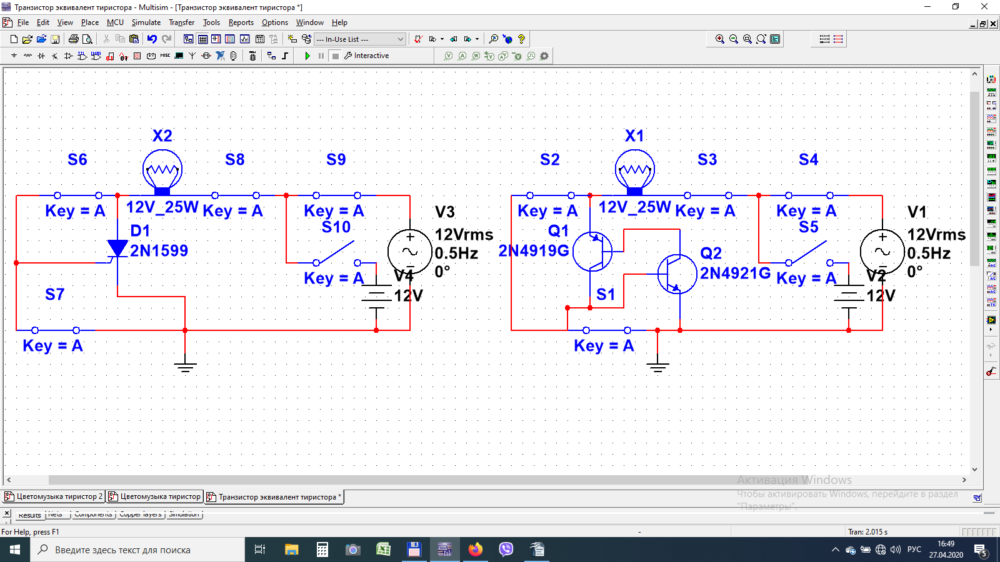 Транзистор эквивалент тиристора - Multisim - [Транзистор эквивалент тиристора *]
File Edit View Place MCU Simulate Transfer Tools Reports Options Window Help
--- In-Use List ---
Interactive
X2
X1
S6
S8
S9
S2
S3
S4
Key = A
12V_25W
Key = A
Key = A
Key = A
12V_25W
Key = A
Key = A
V3
V1
D1
S10
Q1
S5
12Vrms
12Vrms
2N1599
2N4919G
0.5Hz
Q2
0.5Hz
0°
2N4921G
0°
Key = A
V4
Key = A
V2
S7
12V
S1
12V
Key = A
Key = A
Активация Windows
Чтобы активировать Windows, перейдите в раздел
"Параметры".
Цветомузыка тиристор 2 Цветомузыка тиристор Транзистор эквивалент тиристора *
Results Nets Components Copper layers Simulation
For Help, press F1 - Tran: 2.015 s
Введите здесь текст для поиска
РУС
16:49
27.04.2020
5